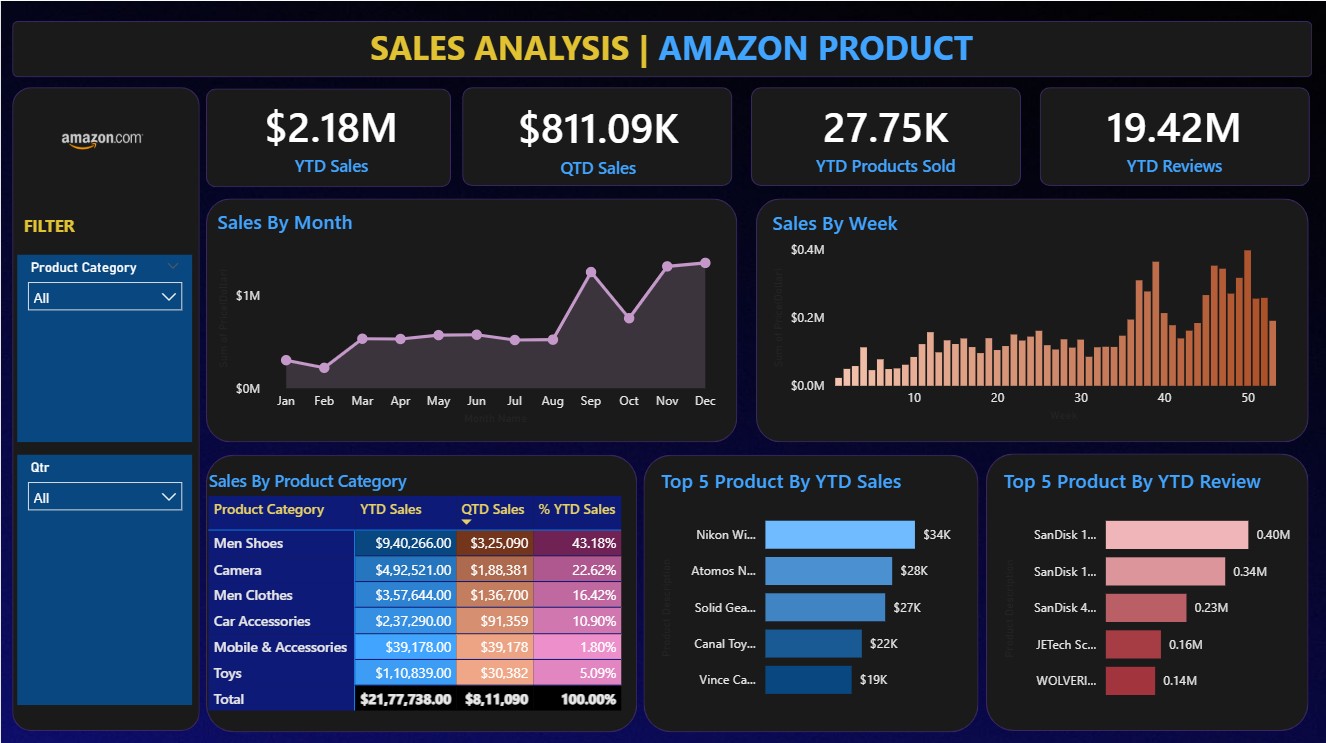 SALES ANALYSIS | AMAZON PRODUCT
amazon.com
FILTER
Product Category
All
Qtr
All
$2.18M
YTD Sales
$811.09K
QTD Sales
27.75K
YTD Products Sold
19.42M
YTD Reviews
Sales By Month
$1M
$0M
Jan Feb Mar Apr May Jun Jul Aug Sep Oct Nov Dec
Month Name
Sales By Week
$0.4M
$0.2M
$0.0M
10 20 30 40 50
Week
Sales By Product Category
Product Category YTD Sales QTD Sales % YTD Sales
Men Shoes $9,40,266.00 $3,25,090 43.18%
Camera $4,92,521.00 $1,88,381 22.62%
Men Clothes $3,57,644.00 $1,36,700 16.42%
Car Accessories $2,37,290.00 $91,359 10.90%
Mobile & Accessories $39,178.00 $39,178 1.80%
Toys $1,10,839.00 $30,382 5.09%
Total $21,77,738.00 $8,11,090 100.00%
Top 5 Product By YTD Sales
Product Description
Nikon Wi... $34K
Atomos N... $28K
Solid Gea... $27K
Canal Toy... $22K
Vince Ca... $19K
Top 5 Product By YTD Review
Product Description
SanDisk 1... 0.40M
SanDisk 1... 0.34M
SanDisk 4... 0.23M
JETech Sc... 0.16M
WOLVERI... 0.14M